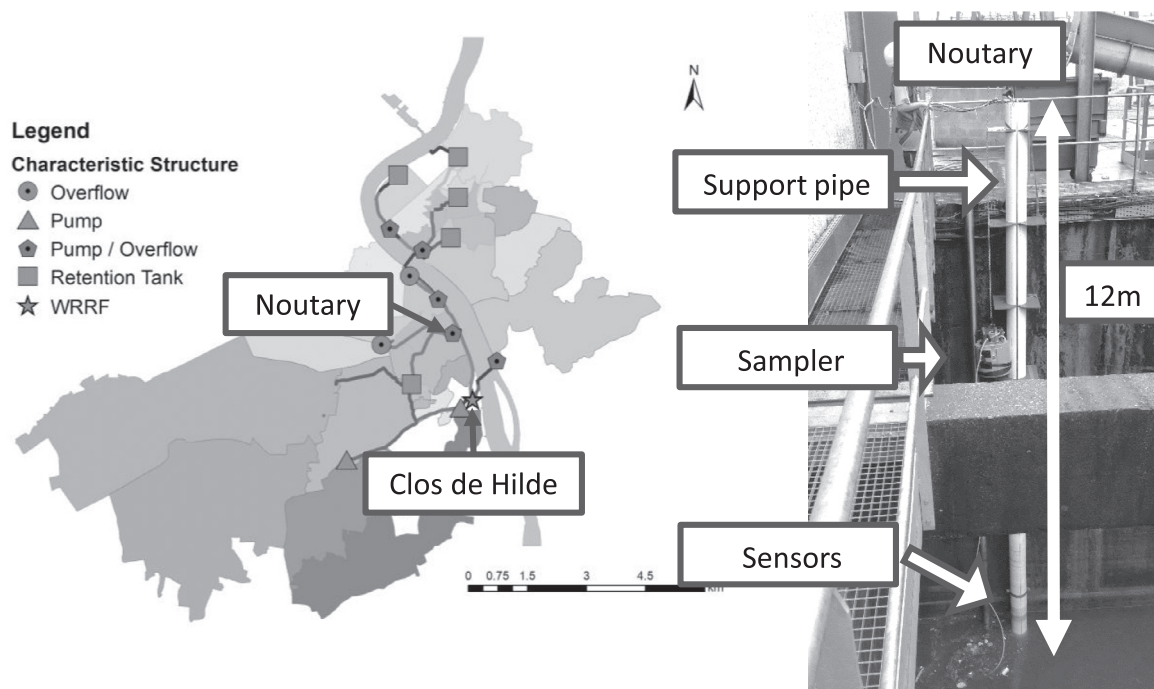 Legend
Characteristic Structure
Overflow
Pump
Pump / Overflow
Retention Tank
WRRF
N
Noutary
Clos de Hilde
0 0.75 1.5 3 4.5
km
Noutary
Support pipe
12m
Sampler
Sensors